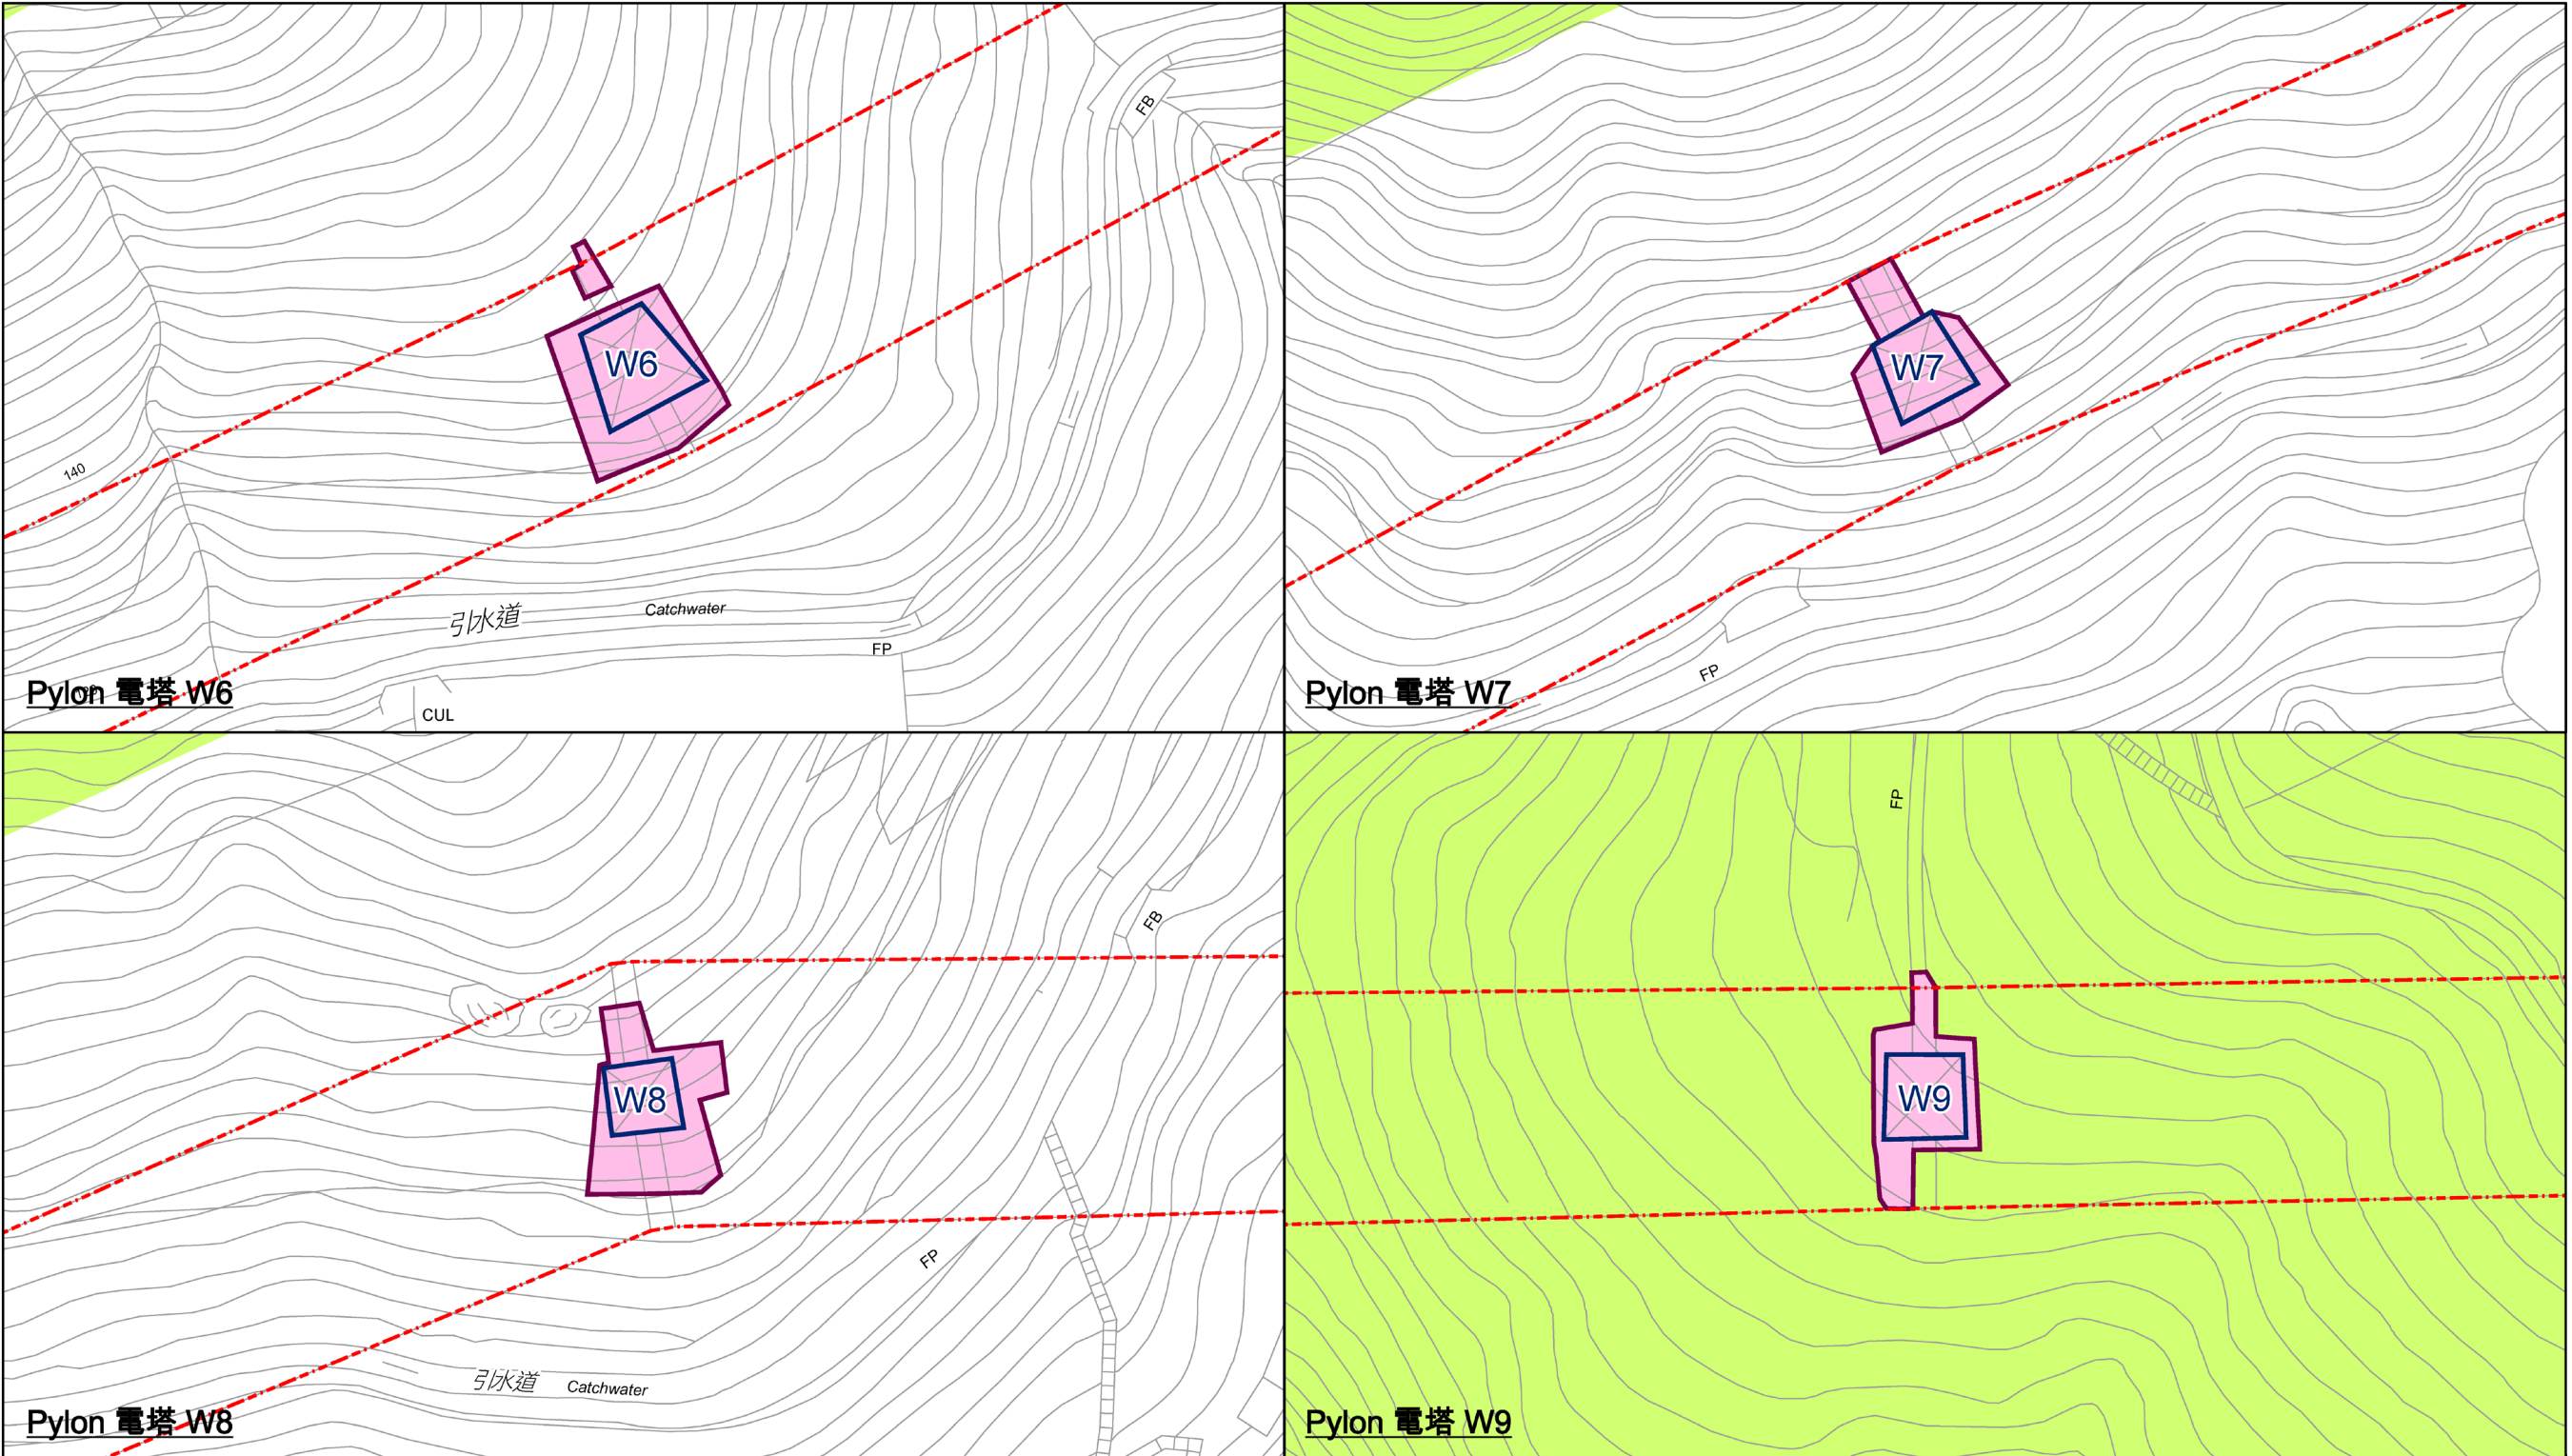 FB
W6
140
引水道 Catchwater
FP
120
Pylon 電塔 W6
CUL
W7
FP
Pylon 電塔 W7
FB
W8
FP
引水道 Catchwater
Pylon 電塔 W8
FP
W9
Pylon 電塔 W9